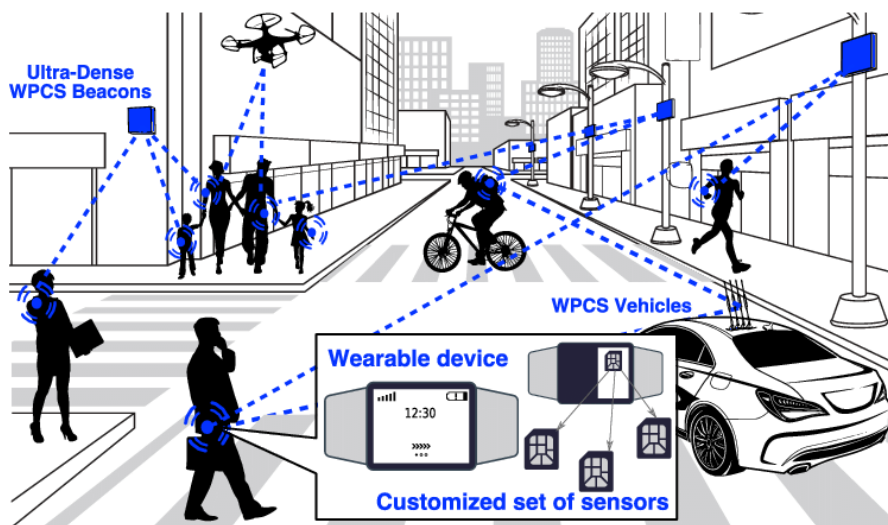 Ultra-Dense
WPCS Beacons
WPCS Vehicles
Wearable device
12:30
Customized set of sensors